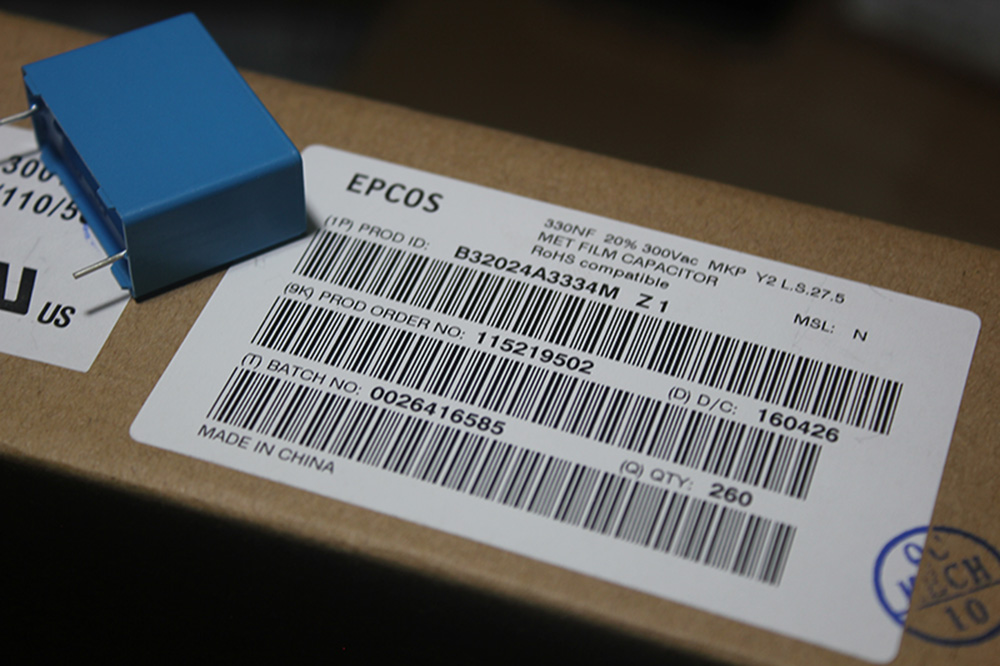 EPCOS
330NF 20% 300Vac MKP Y2 L.S.27.5
MET FILM CAPACITOR
RoHS compatible
MSL: N
(1P) PROD ID: B32024A3334M Z 1
(9K) PROD ORDER NO: 115219502
(D) D/C: 160426
(T) BATCH NO: 0026416585
(Q) QTY: 260
MADE IN CHINA
US
10